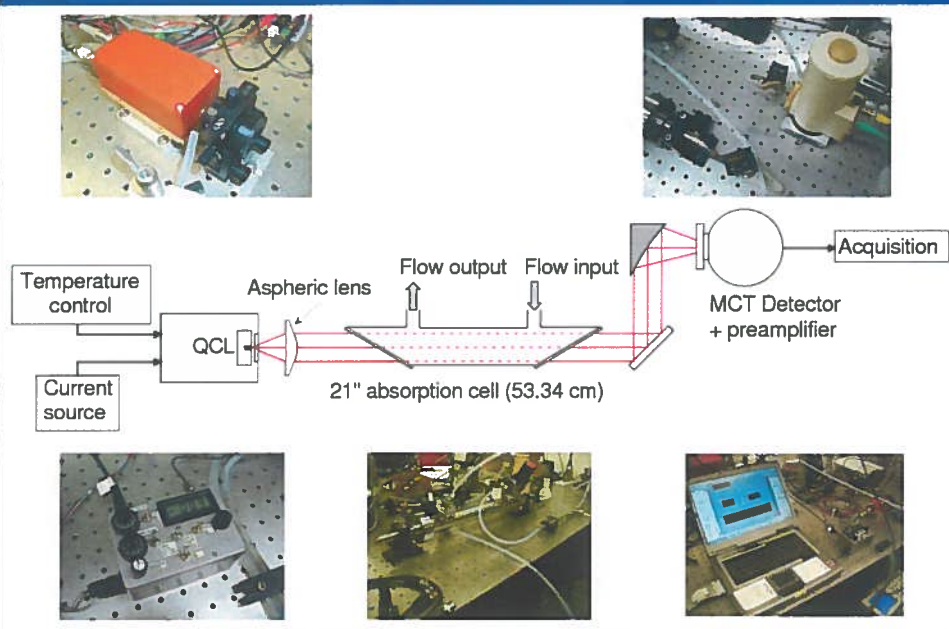 Temperature
control
Current
source
QCL
Aspheric lens
Flow output
Flow input
21" absorption cell (53.34 cm)
MCT Detector
+ preamplifier
Acquisition